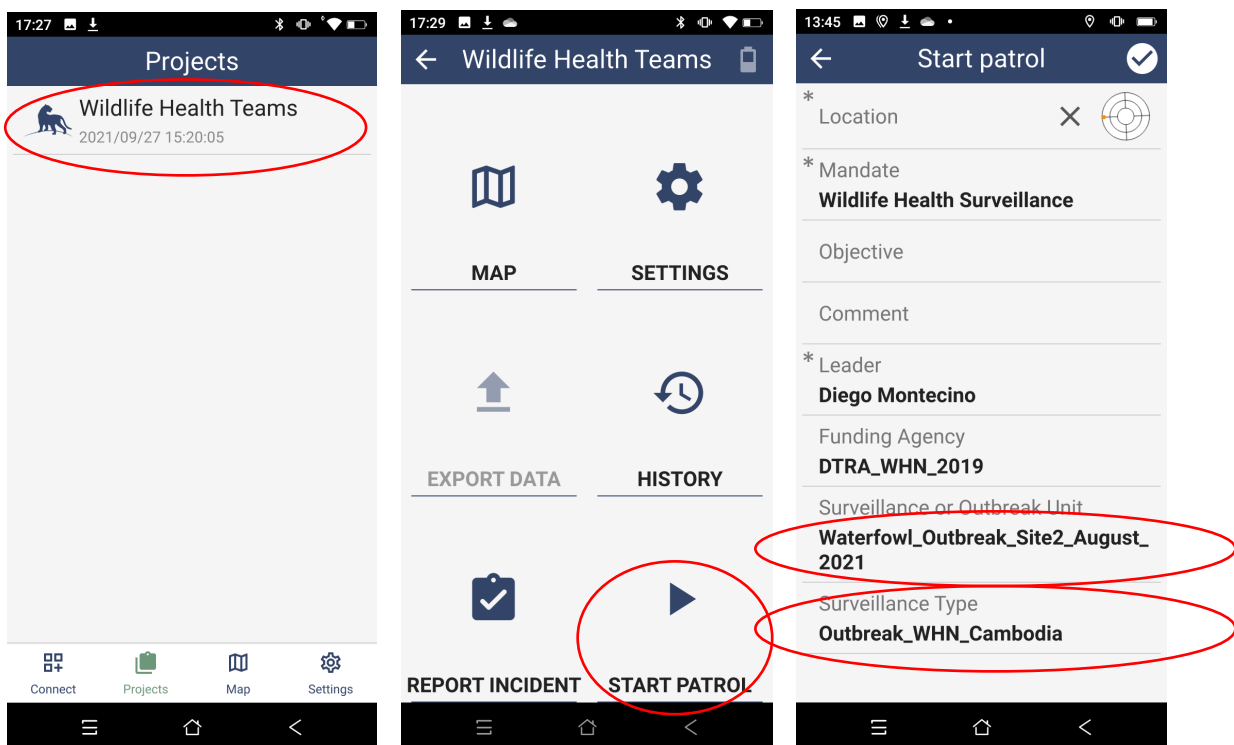 17:27
Projects
Wildlife Health Teams
2021/09/27 15:20:05
Connect
Projects
Map
Settings
17:29
Wildlife Health Teams
MAP
SETTINGS
EXPORT DATA
HISTORY
REPORT INCIDENT
START PATROL
13:45
Start patrol
* Location
* Mandate
Wildlife Health Surveillance
Objective
Comment
* Leader
Diego Montecino
Funding Agency
DTRA_WHN_2019
Surveillance or Outbreak Unit
Waterfowl_Outbreak_Site2_August_
2021
Surveillance Type
Outbreak_WHN_Cambodia